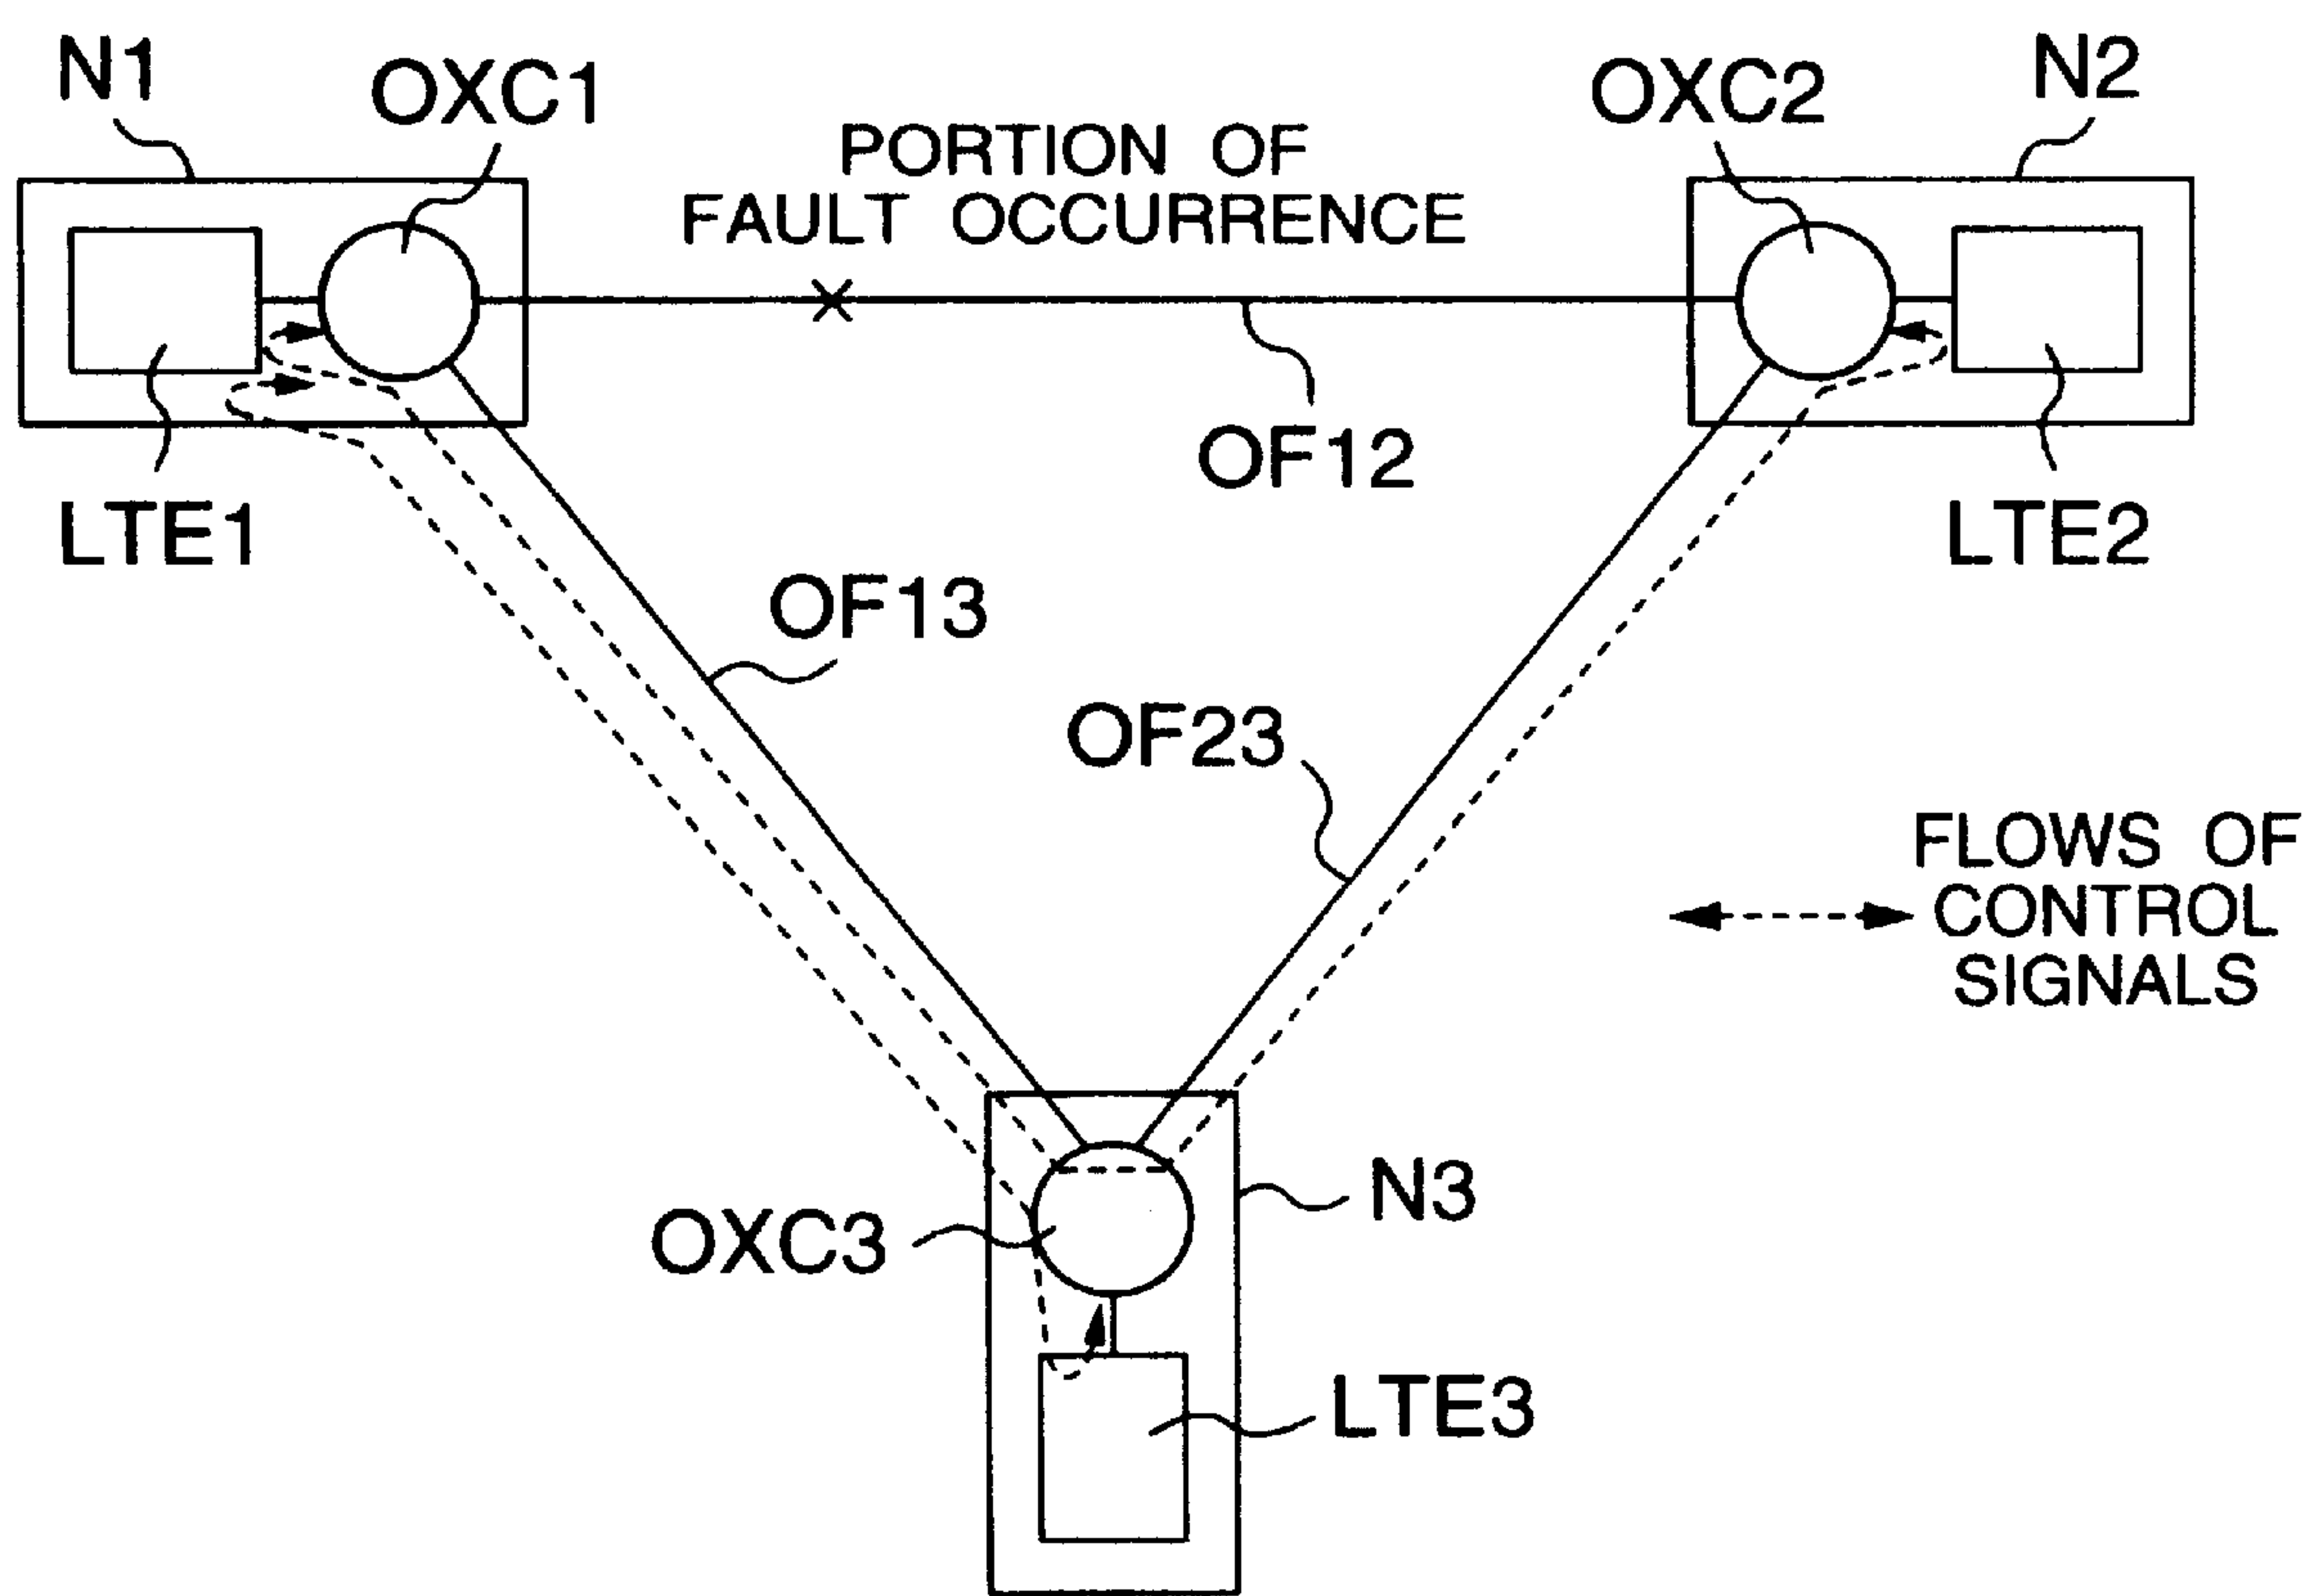 N1
OXC1
PORTION OF
FAULT OCCURRENCE
OXC2
N2
LTE1
OF12
LTE2
OF13
OF23
FLOWS OF
CONTROL
SIGNALS
OXC3
N3
LTE3